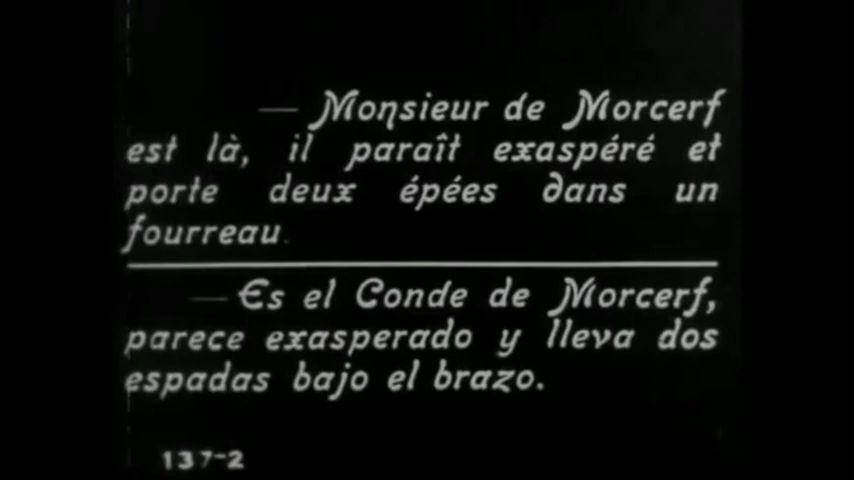 — Monsieur de Morcerf
est là, il paraît exaspéré et
porte deux épées dans un
fourreau.
— Es el Conde de Morcerf,
parece exasperado y lleva dos
espadas bajo el brazo.
137-2